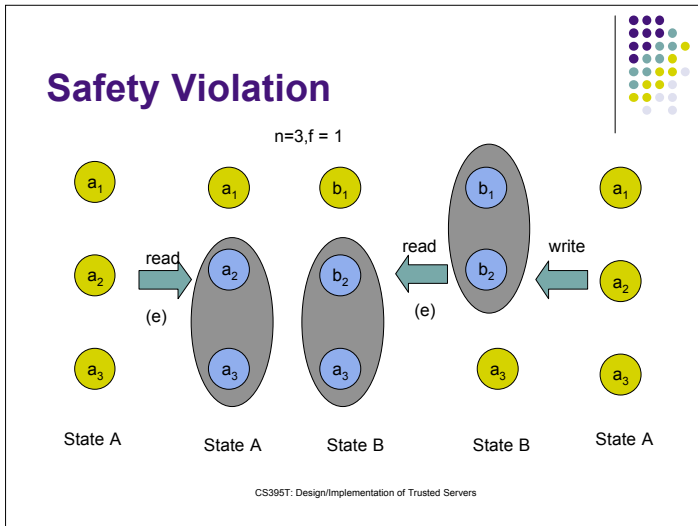 Safety Violation
n=3,f = 1
a₁ a₁ b₁ b₁ a₁
read read write
a₂ a₂ b₂ b₂ a₂
(e) (e)
a₃ a₃ a₃ a₃ a₃
State A State A State B State B State A
CS395T: Design/Implementation of Trusted Servers